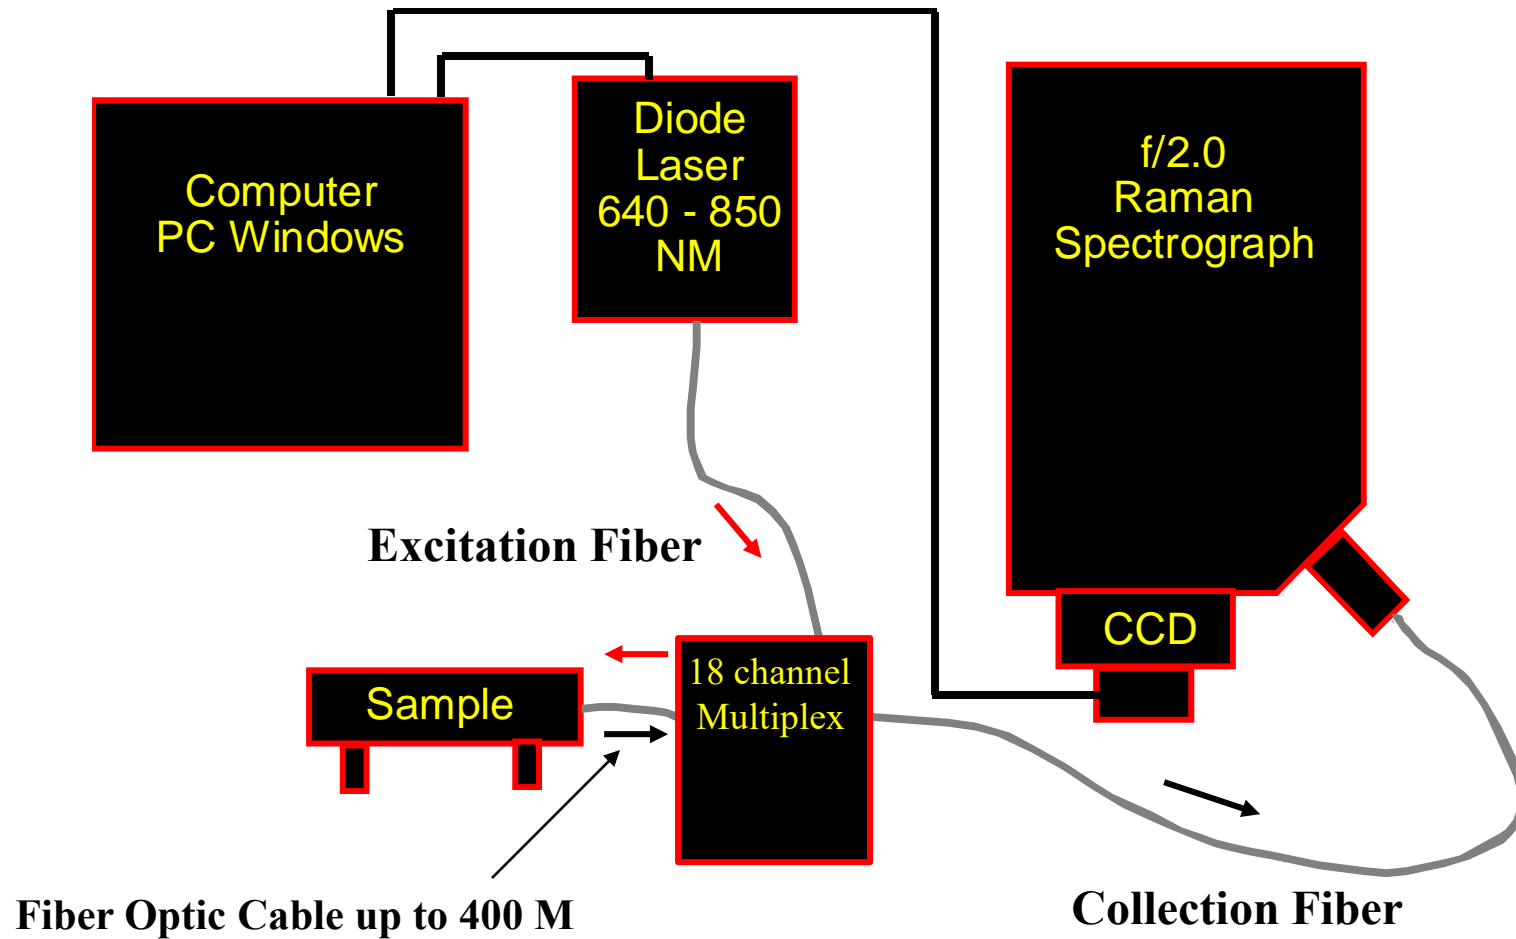 Computer
PC Windows
Diode
Laser
640 - 850
NM
f/2.0
Raman
Spectrograph
Excitation Fiber
CCD
Sample
18 channel
Multiplex
Fiber Optic Cable up to 400 M
Collection Fiber